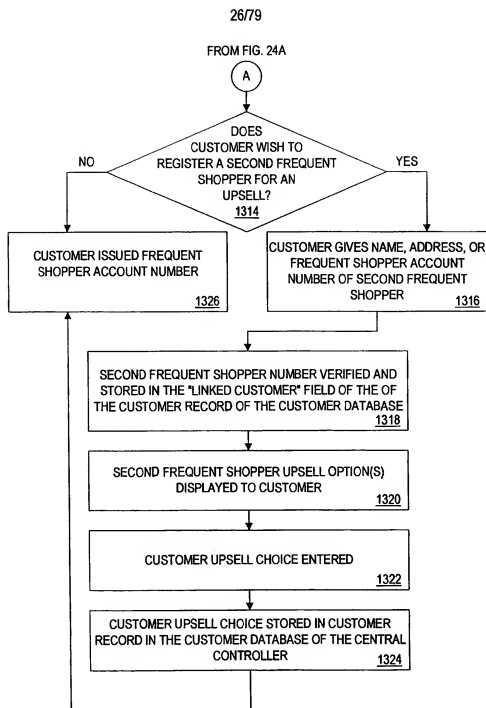 26/79
FROM FIG. 24A
A
DOES
CUSTOMER WISH TO
REGISTER A SECOND FREQUENT
SHOPPER FOR AN
UPSELL?
1314
NO
YES
CUSTOMER ISSUED FREQUENT
SHOPPER ACCOUNT NUMBER
1326
CUSTOMER GIVES NAME, ADDRESS, OR
FREQUENT SHOPPER ACCOUNT
NUMBER OF SECOND FREQUENT
SHOPPER
1316
SECOND FREQUENT SHOPPER NUMBER VERIFIED AND
STORED IN THE "LINKED CUSTOMER" FIELD OF THE OF
THE CUSTOMER RECORD OF THE CUSTOMER DATABASE
1318
SECOND FREQUENT SHOPPER UPSELL OPTION(S)
DISPLAYED TO CUSTOMER
1320
CUSTOMER UPSELL CHOICE ENTERED
1322
CUSTOMER UPSELL CHOICE STORED IN CUSTOMER
RECORD IN THE CUSTOMER DATABASE OF THE CENTRAL
CONTROLLER
1324